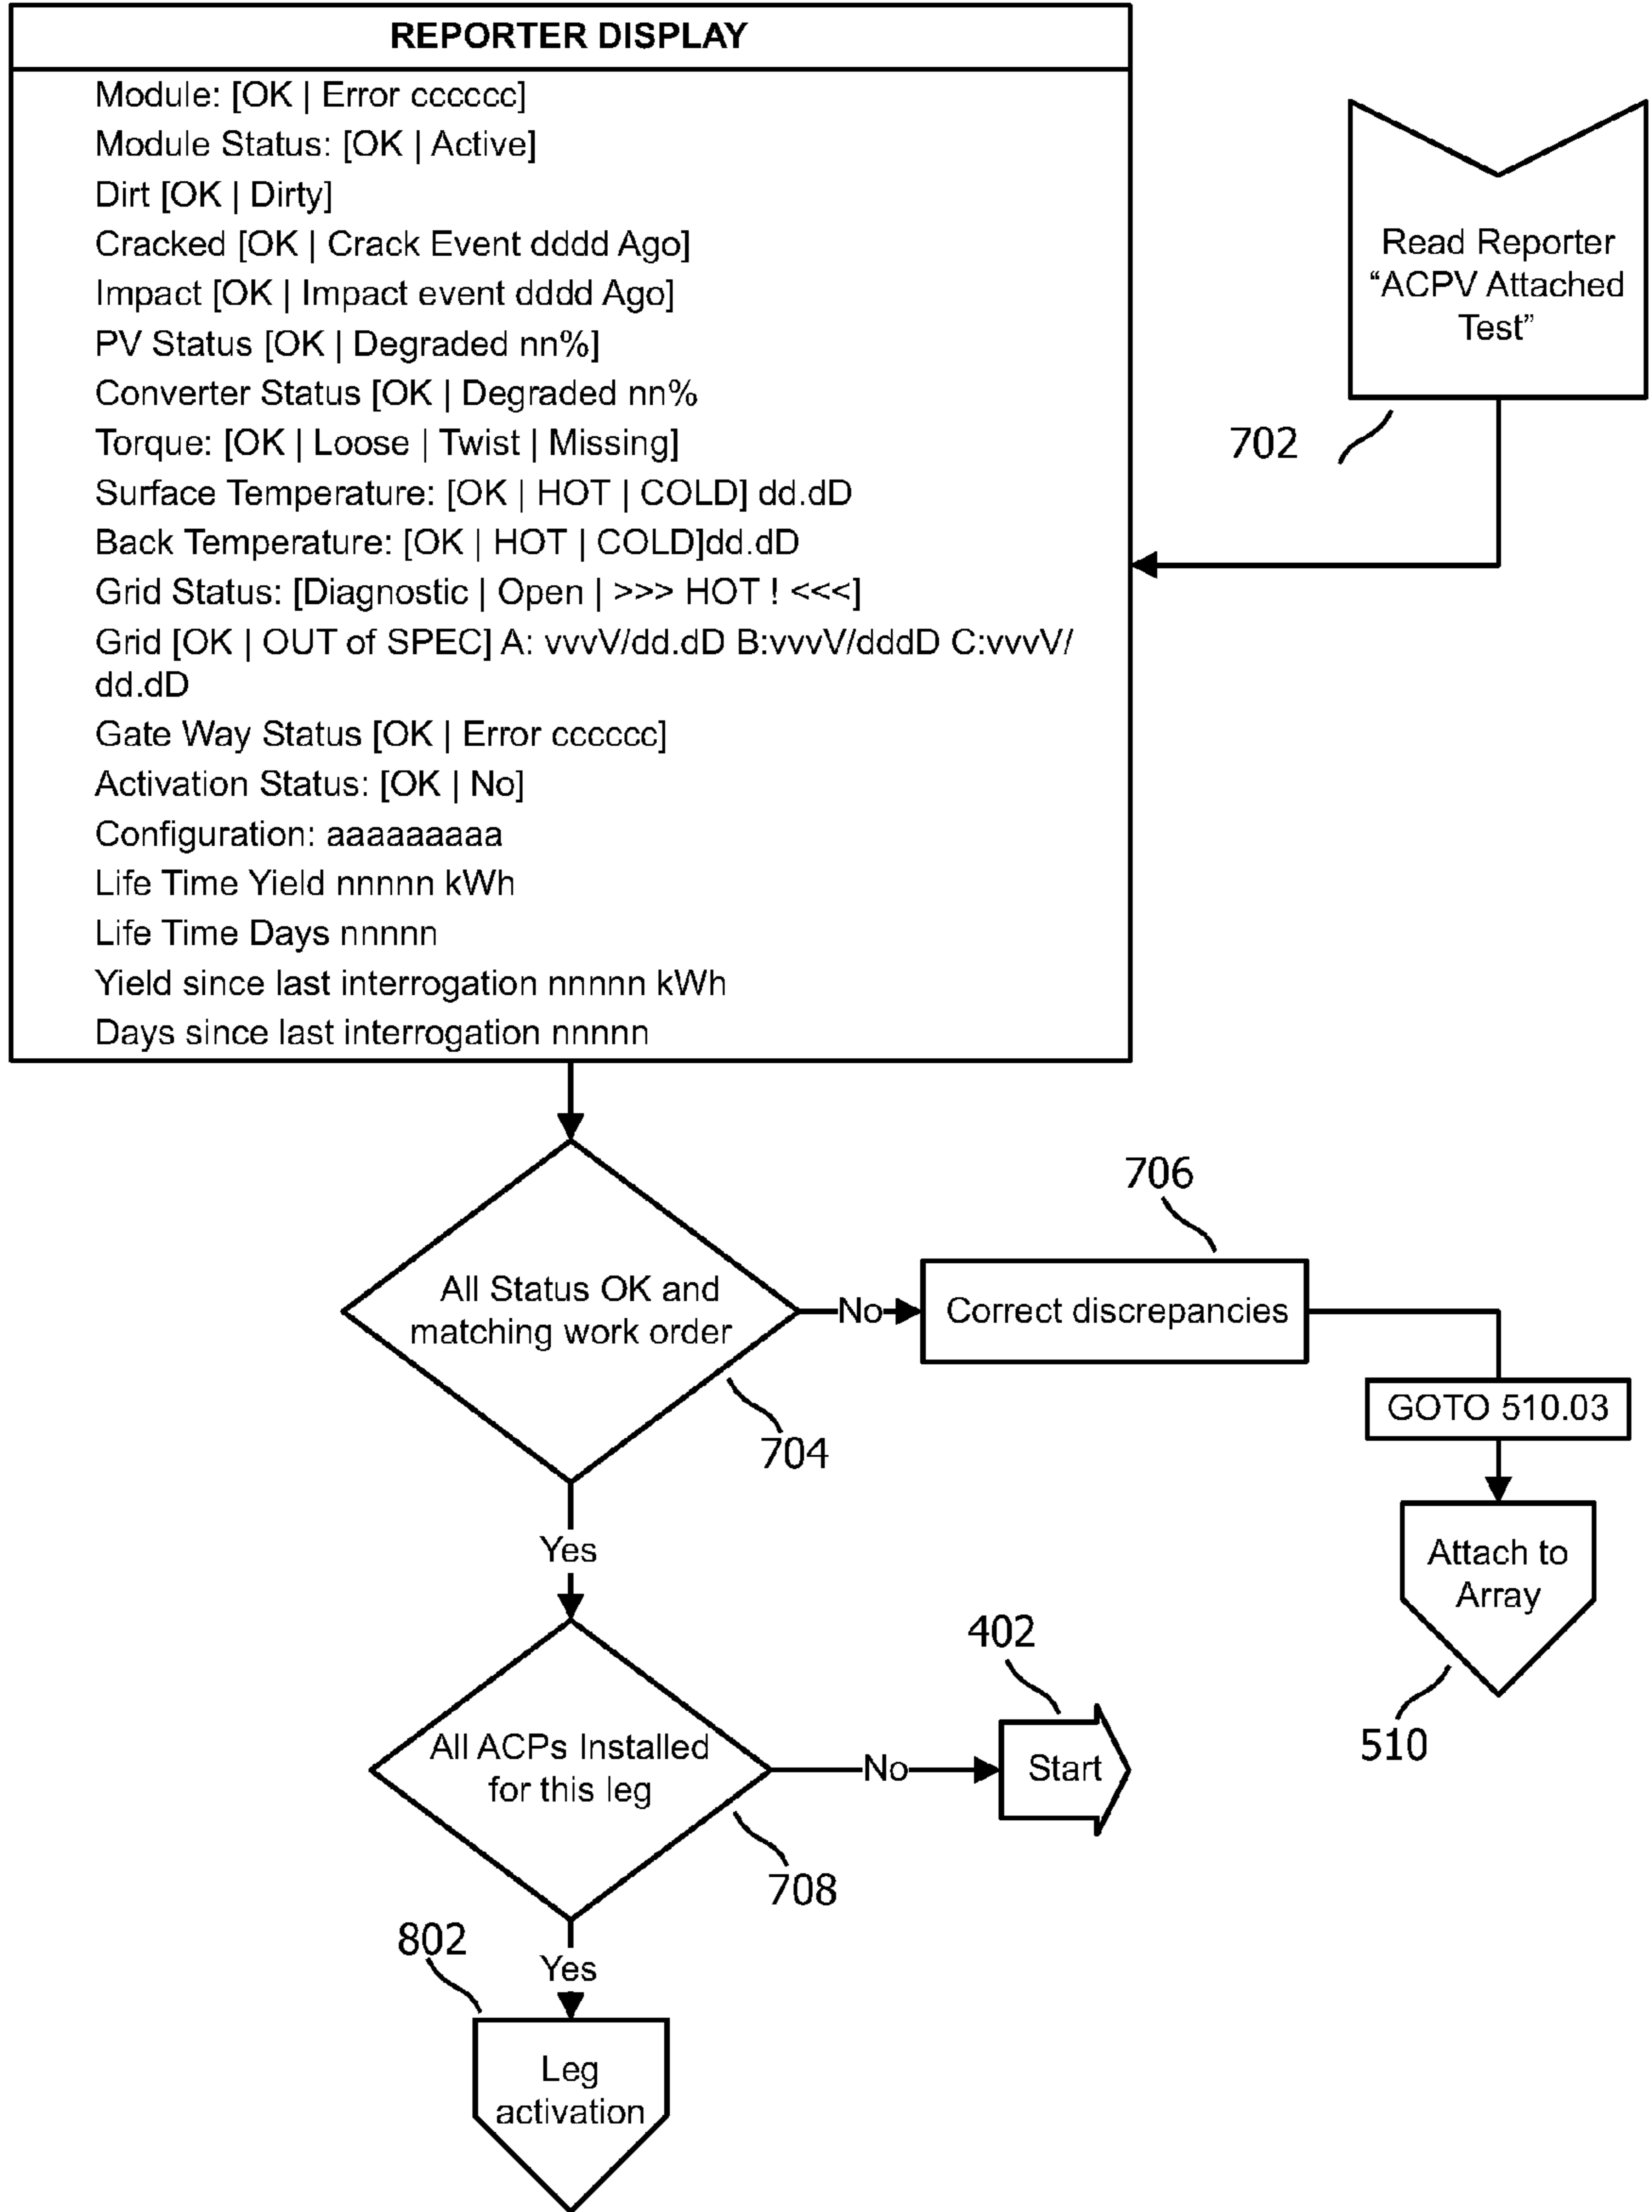 REPORTER DISPLAY
Module: [OK | Error cccccc]
Module Status: [OK | Active]
Dirt [OK | Dirty]
Cracked [OK | Crack Event dddd Ago]
Impact [OK | Impact event dddd Ago]
PV Status [OK | Degraded nn%]
Converter Status [OK | Degraded nn%
Torque: [OK | Loose | Twist | Missing]
Surface Temperature: [OK | HOT | COLD] dd.dD
Back Temperature: [OK | HOT | COLD]dd.dD
Grid Status: [Diagnostic | Open | >>> HOT ! <<<]
Grid [OK | OUT of SPEC] A: vvvV/dd.dD B:vvvV/dddD C:vvvV/
dd.dD
Gate Way Status [OK | Error cccccc]
Activation Status: [OK | No]
Configuration: aaaaaaaaa
Life Time Yield nnnnn kWh
Life Time Days nnnnn
Yield since last interrogation nnnnn kWh
Days since last interrogation nnnnn
Read Reporter
“ACPV Attached
Test”
702
All Status OK and
matching work order
704
No
706
Correct discrepancies
GOTO 510.03
Attach to
Array
510
Yes
All ACPs Installed
for this leg
708
No
402
Start
Yes
802
Leg
activation